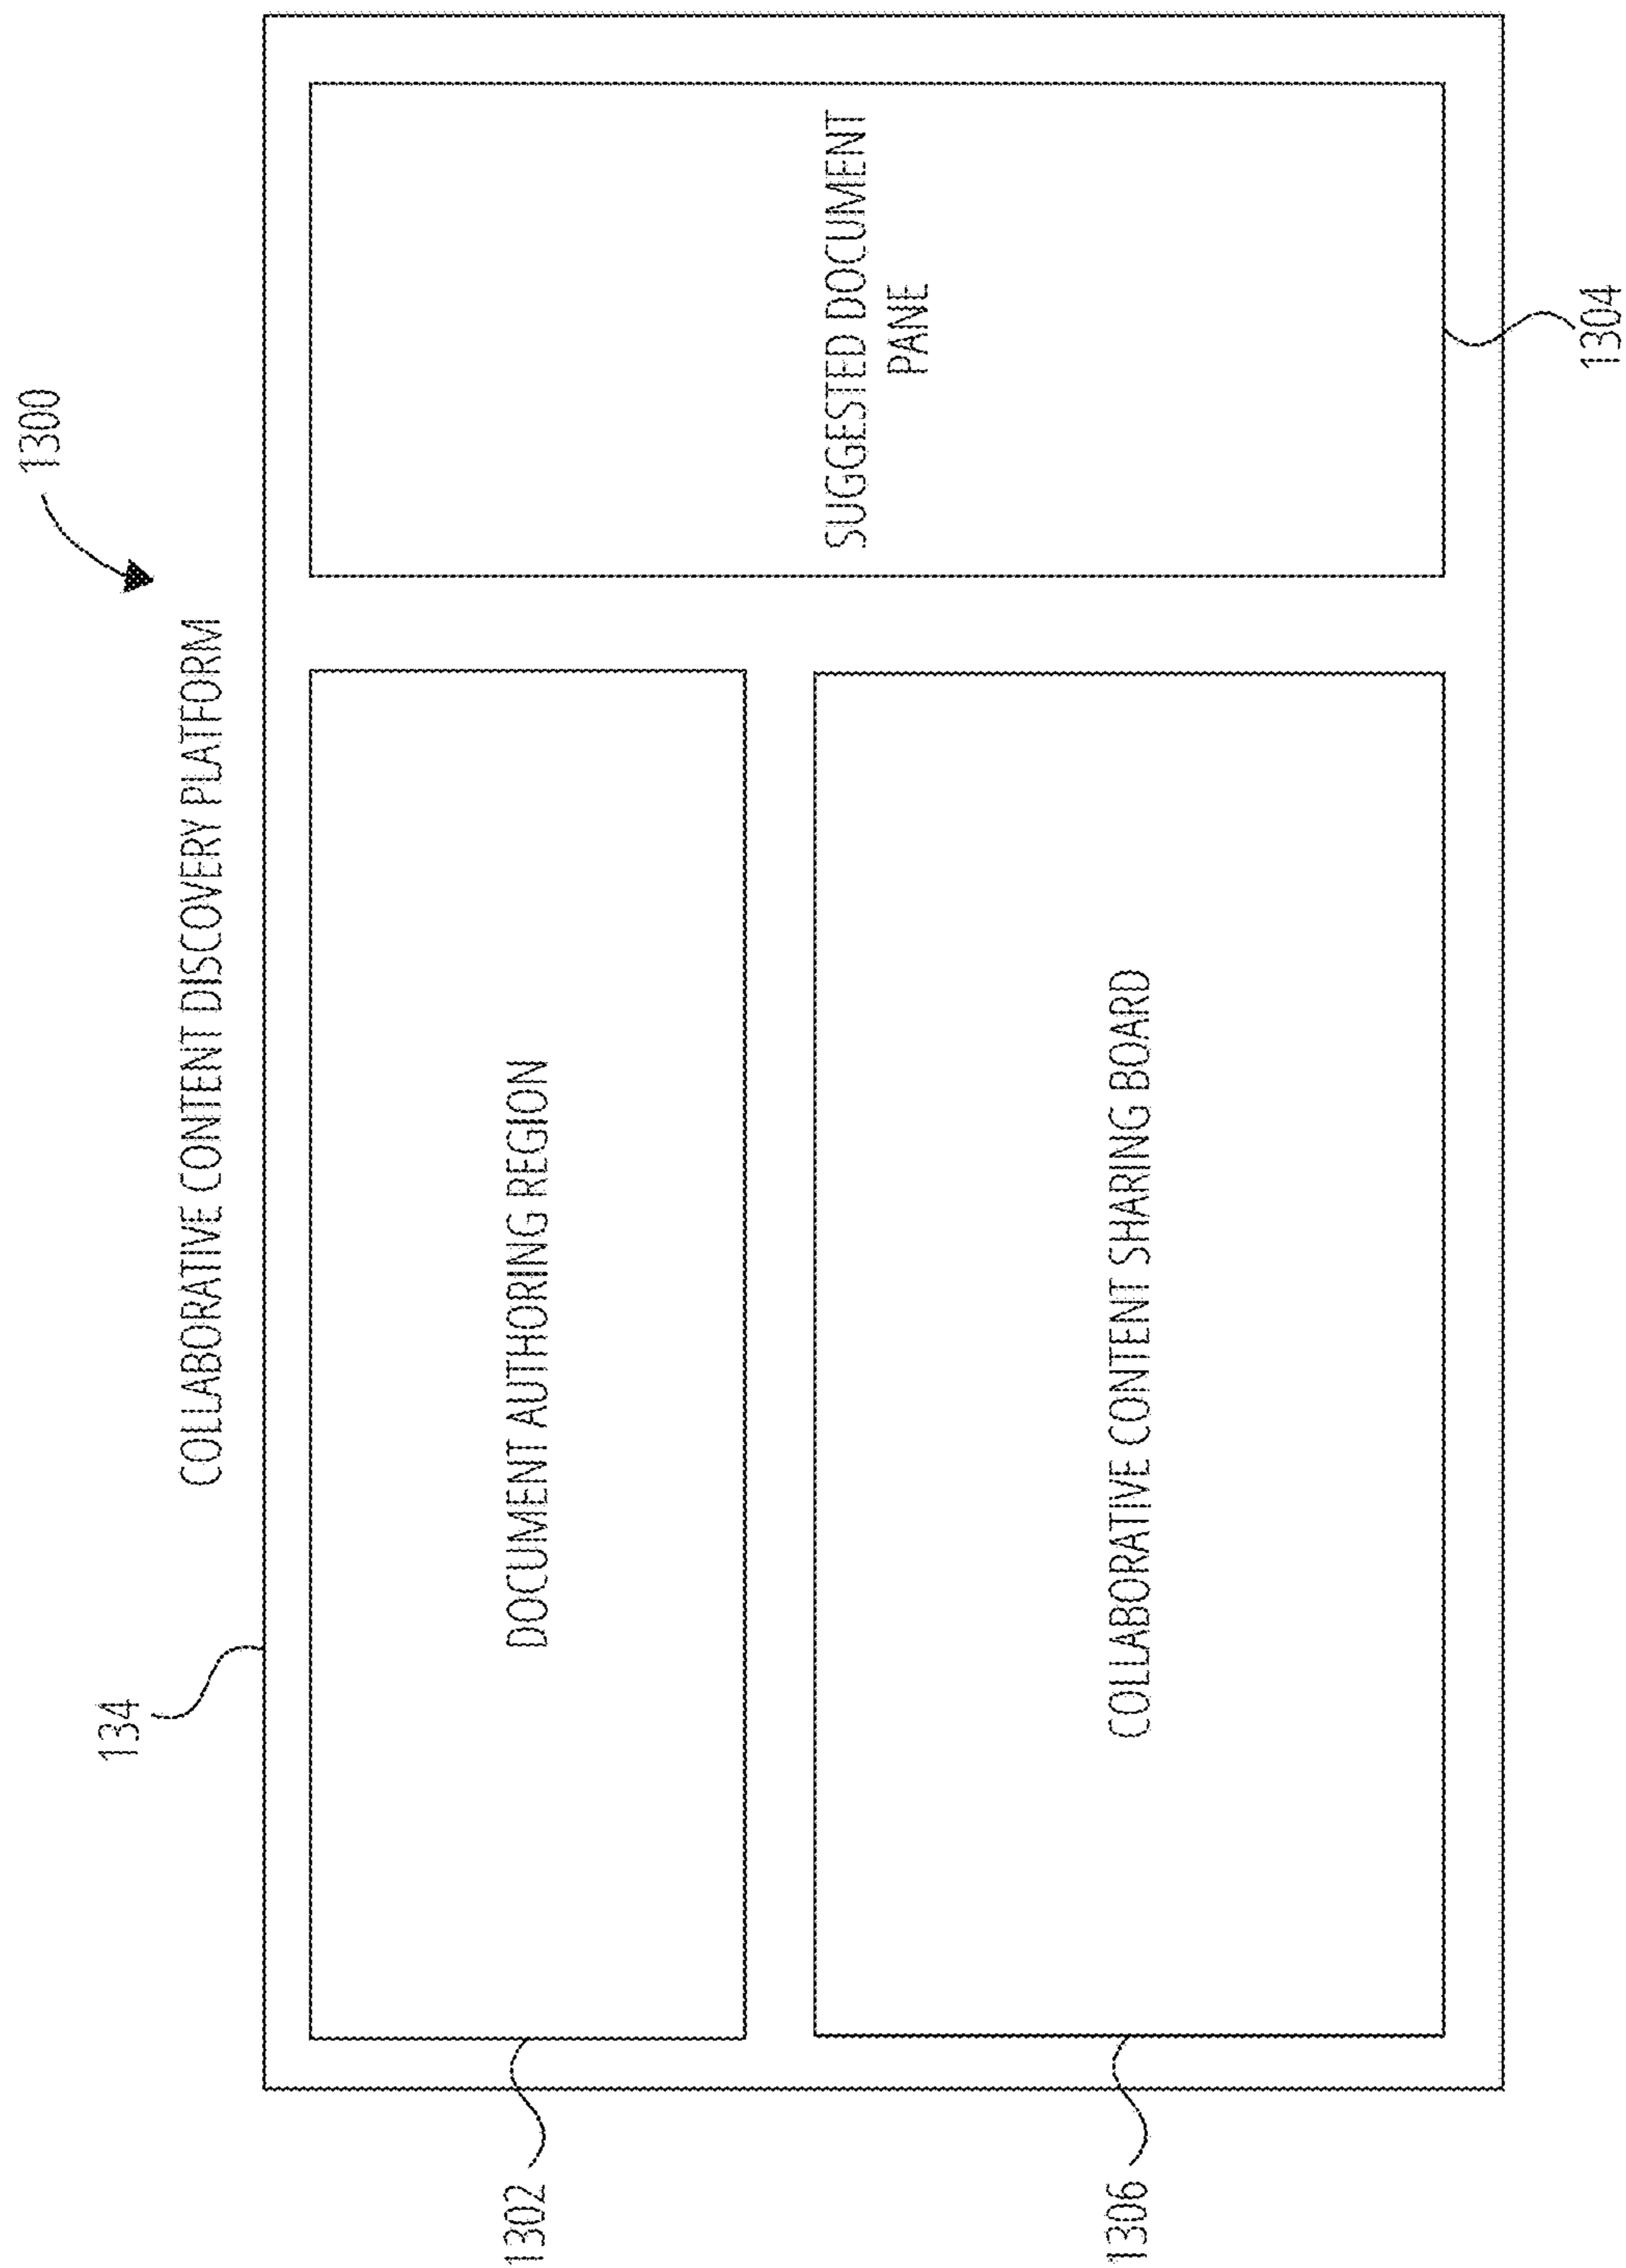 1300
COLLABORATIVE CONTENT DISCOVERY PLATFORM
134
DOCUMENT AUTHORING REGION
1302
SUGGESTED DOCUMENT
PANE
1304
COLLABORATIVE CONTENT SHARING BOARD
1306